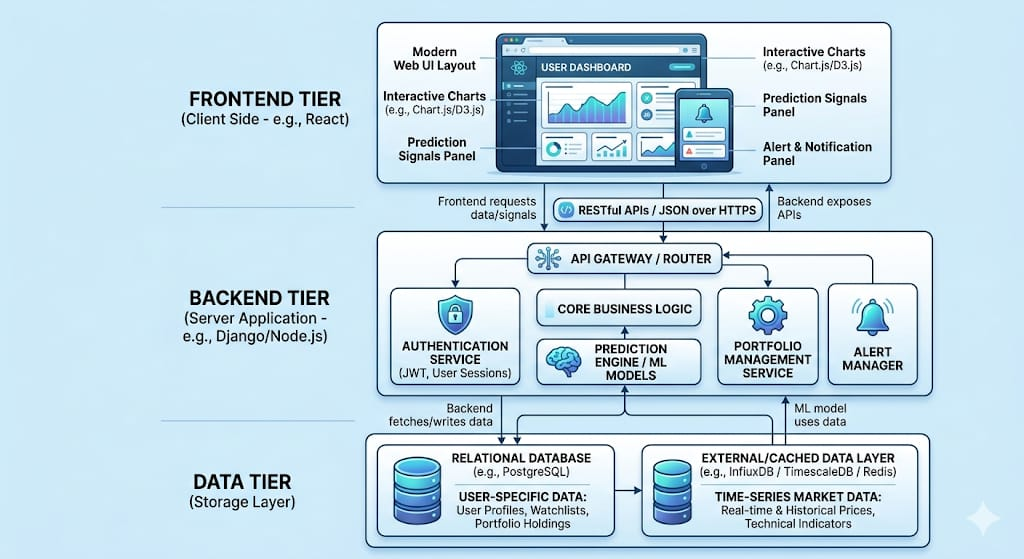 FRONTEND TIER
(Client Side - e.g., React)
Modern
Web UI Layout
Interactive Charts
(e.g., Chart.js/D3.js)
Prediction
Signals Panel
USER DASHBOARD
Interactive Charts
(e.g., Chart.js/D3.js)
Prediction Signals
Panel
Alert & Notification
Panel
Frontend requests
data/signals
RESTful APIs / JSON over HTTPS
Backend exposes
APIs
BACKEND TIER
(Server Application -
e.g., Django/Node.js)
API GATEWAY / ROUTER
AUTHENTICATION
SERVICE
(JWT, User Sessions)
CORE BUSINESS LOGIC
PREDICTION
ENGINE / ML
MODELS
PORTFOLIO
MANAGEMENT
SERVICE
ALERT
MANAGER
Backend
fetches/writes data
ML model
uses data
DATA TIER
(Storage Layer)
RELATIONAL DATABASE
(e.g., PostgreSQL)
USER-SPECIFIC DATA:
User Profiles, Watchlists,
Portfolio Holdings
EXTERNAL/CACHED DATA LAYER
(e.g., InfluxDB / TimescaleDB / Redis)
TIME-SERIES MARKET DATA:
Real-time & Historical Prices,
Technical Indicators